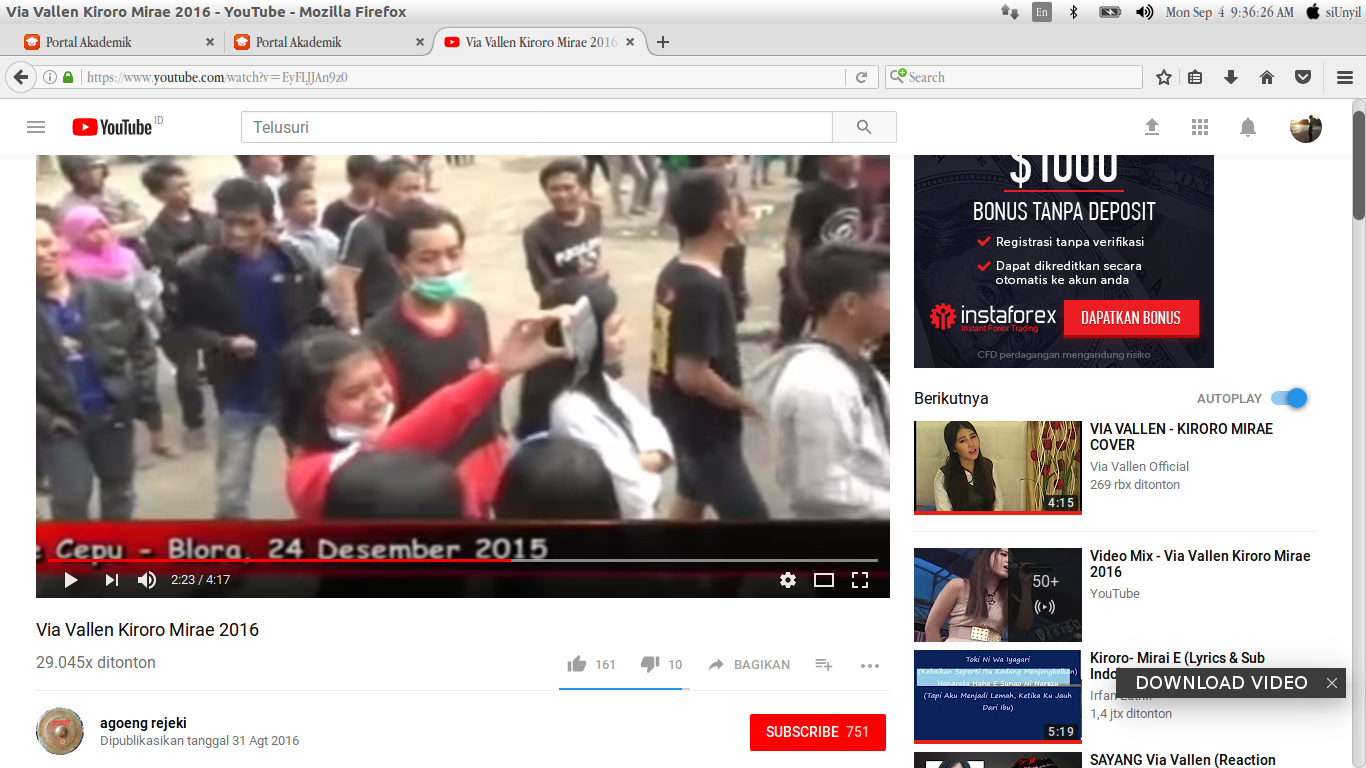 Via Vallen Kiroro Mirae 2016 - YouTube - Mozilla Firefox
En
Mon Sep 4 9:36:26 AM
siUnyil
Portal Akademik
Portal Akademik
Via Vallen Kiroro Mirae 2016
https://www.youtube.com/watch?v=EyFLJJAn9z0
Search
YouTube ID
Telusuri
$1000
BONUS TANPA DEPOSIT
Registrasi tanpa verifikasi
Dapat dikreditkan secara
otomatis ke akun anda
instaforex
Instant Forex Trading
DAPATKAN BONUS
CFD perdagangan mengandung risiko
e Cepu - Blora, 24 Desember 2015
2:23 / 4:17
Via Vallen Kiroro Mirae 2016
29.045x ditonton
161
10
BAGIKAN
agoeng rejeki
Dipublikasikan tanggal 31 Agt 2016
SUBSCRIBE 751
Berikutnya
AUTOPLAY
VIA VALLEN - KIRORO MIRAE
COVER
Via Vallen Official
269 rbx ditonton
4:15
Video Mix - Via Vallen Kiroro Mirae
2016
YouTube
50+
Toki Ni Wa Iyagari
(Kebaikan Seperti Itu Kadang Menjengkelkan)
Hanareta Hana E Sunao Ni Narezu
(Tapi Aku Menjadi Lemah, Ketika Ku Jauh
Dari Ibu)
5:19
Kiroro- Mirai E (Lyrics & Sub
Indo
Irfan
1,4 jtx ditonton
DOWNLOAD VIDEO
SAYANG Via Vallen (Reaction